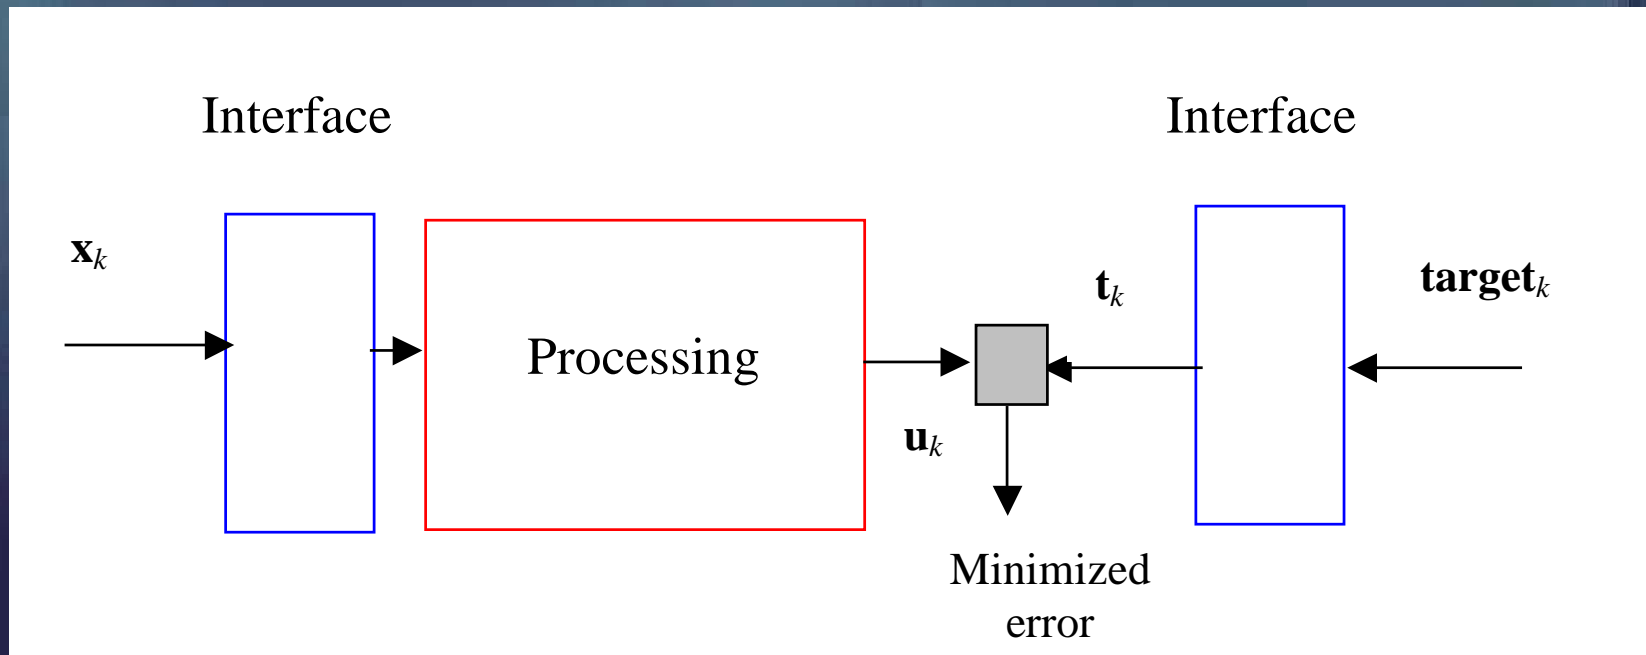 Interface
Interface
x_k
target_k
t_k
Processing
u_k
Minimized
error